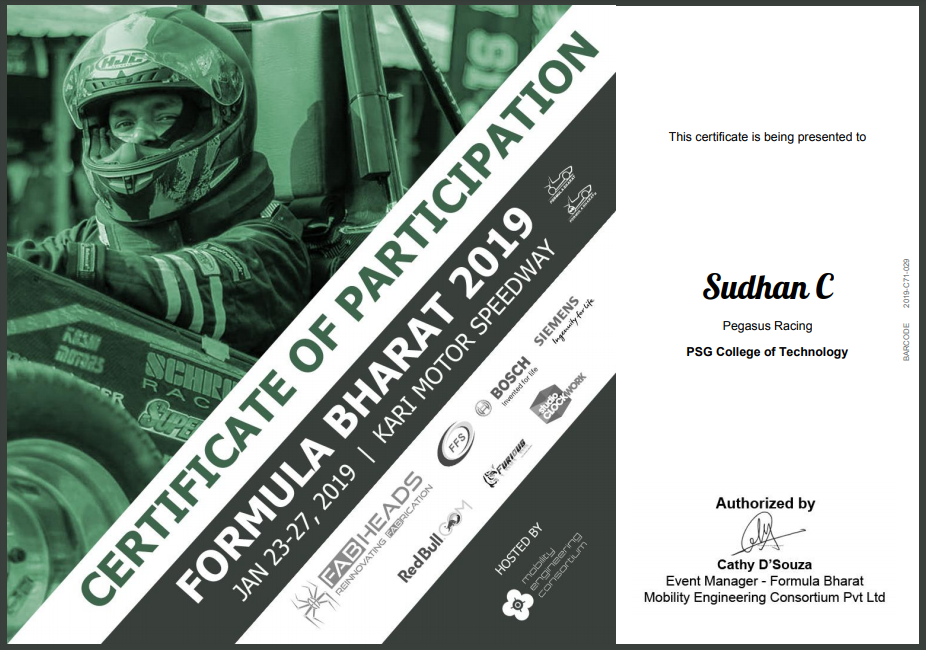 HJC
CERTIFICATE OF PARTICIPATION
FORMULA BHARAT 2019
JAN 23-27, 2019 | KARI MOTOR SPEEDWAY
SIEMENS
Ingenuity for life
BOSCH
Invented for life
studio
CLOCKWORK
FFS
FURIOUS
FABHEADS
REINNOVATING FABRICATION
RedBull
HOSTED BY
mobility
engineering
consortium
This certificate is being presented to
Sudhan C
Pegasus Racing
PSG College of Technology
BARCODE 2019-C71-029
Authorized by
Cathy D'Souza
Event Manager - Formula Bharat
Mobility Engineering Consortium Pvt Ltd